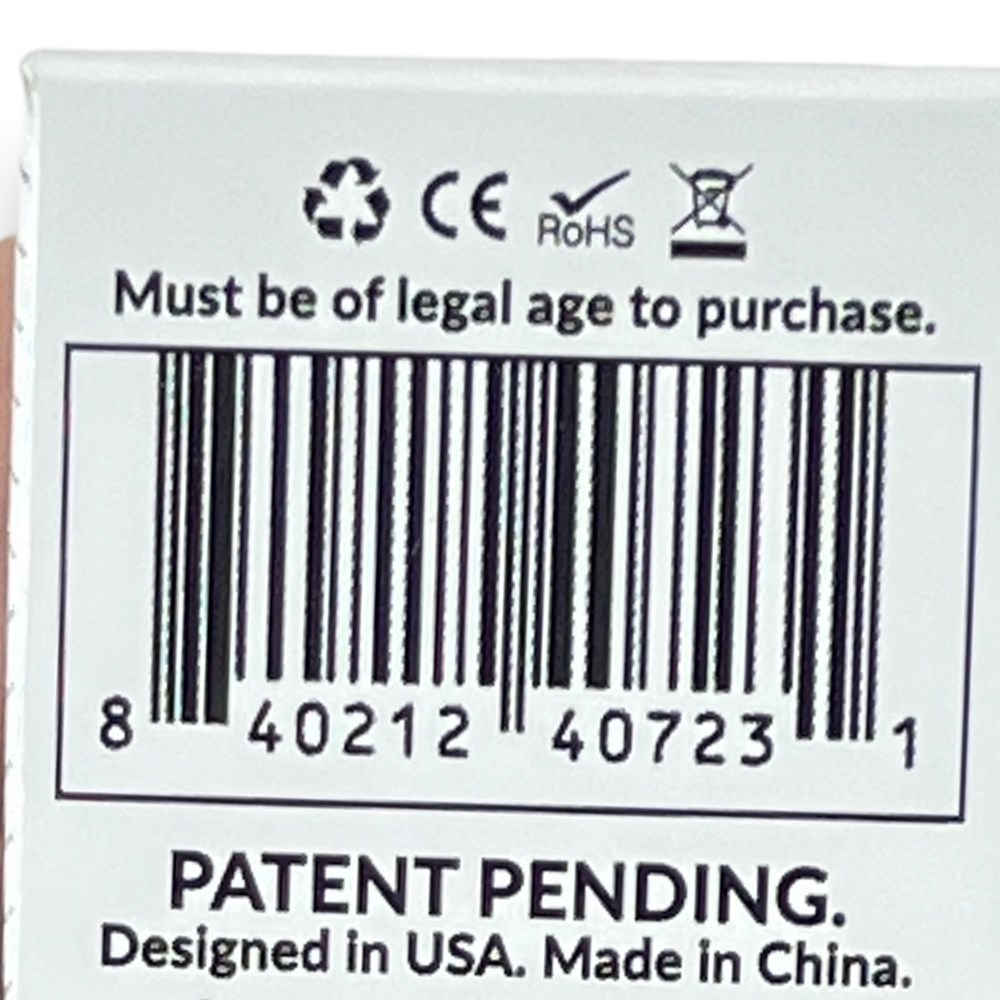 CE RoHS
Must be of legal age to purchase.
8 40212 40723 1
PATENT PENDING.
Designed in USA. Made in China.